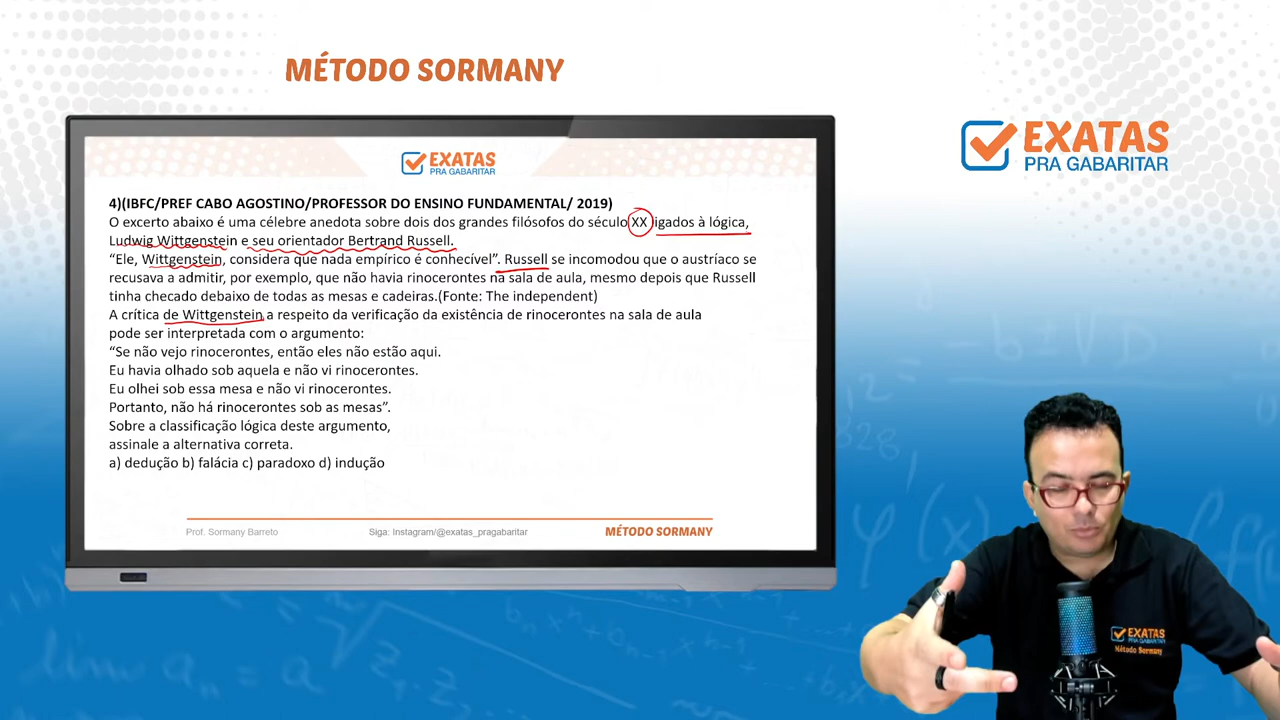 MÉTODO SORMANY
EXATAS
PRA GABARITAR
EXATAS
PRA GABARITAR
4)(IBFC/PREF CABO AGOSTINO/PROFESSOR DO ENSINO FUNDAMENTAL/ 2019)
O excerto abaixo é uma célebre anedota sobre dois dos grandes filósofos do século XX ligados à lógica,
Ludwig Wittgenstein e seu orientador Bertrand Russell.
“Ele, Wittgenstein, considera que nada empírico é conhecível”. Russell se incomodou que o austríaco se
recusava a admitir, por exemplo, que não havia rinocerontes na sala de aula, mesmo depois que Russell
tinha checado debaixo de todas as mesas e cadeiras.(Fonte: The independent)
A crítica de Wittgenstein a respeito da verificação da existência de rinocerontes na sala de aula
pode ser interpretada com o argumento:
“Se não vejo rinocerontes, então eles não estão aqui.
Eu havia olhado sob aquela e não vi rinocerontes.
Eu olhei sob essa mesa e não vi rinocerontes.
Portanto, não há rinocerontes sob as mesas”.
Sobre a classificação lógica deste argumento,
assinale a alternativa correta.
a) dedução b) falácia c) paradoxo d) indução
Prof. Sormany Barreto
Siga: Instagram/@exatas_pragabaritar
MÉTODO SORMANY
EXATAS
PRA GABARITAR
Método Sormany